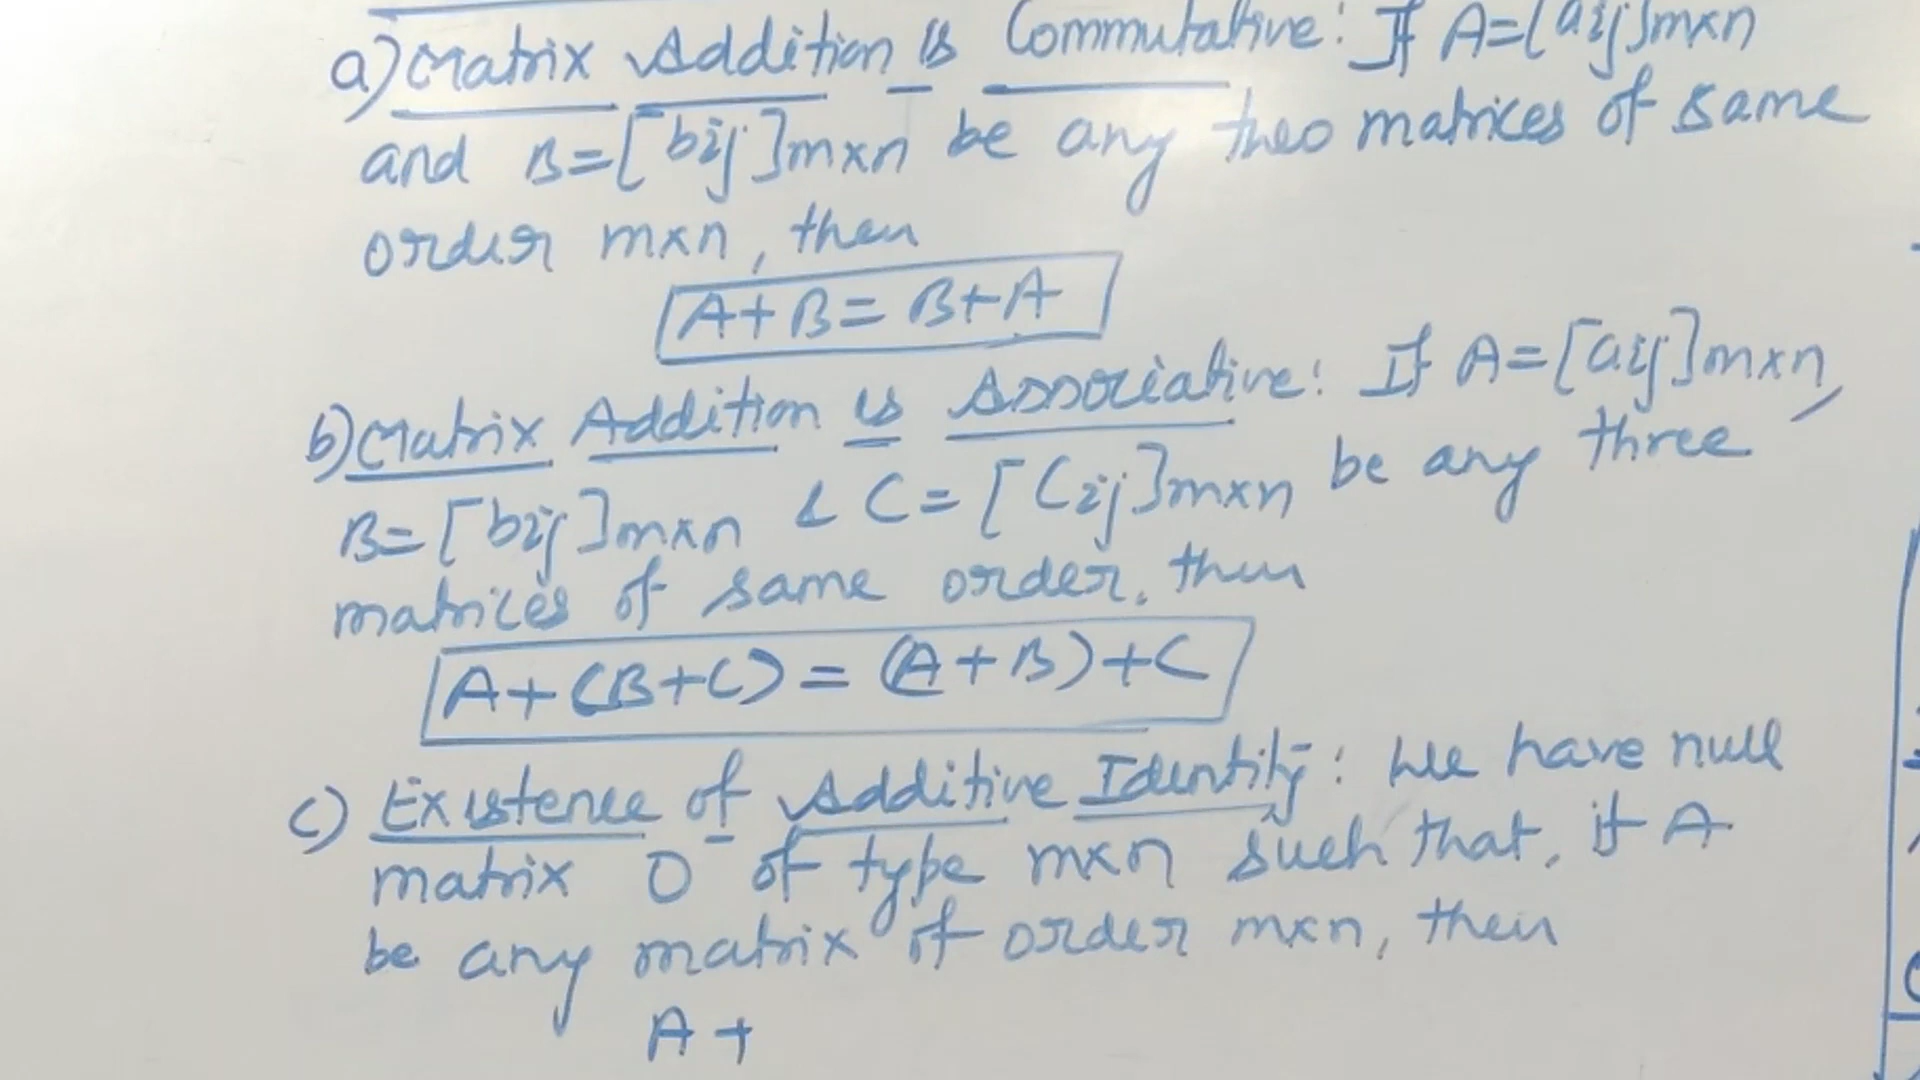 a) Matrix Addition is Commutative: If A=[aij]mxn
and B=[bij]mxn be any two matrices of same
order mxn, then
A+B=B+A
b) Matrix Addition is Associative: If A=[aij]mxn,
B=[bij]mxn & C=[Cij]mxn be any three
matrices of same order, then
A+(B+C)=(A+B)+C
c) Existence of Additive Identity: We have null
matrix O of type mxn such that, if A
be any matrix of order mxn, then
A+